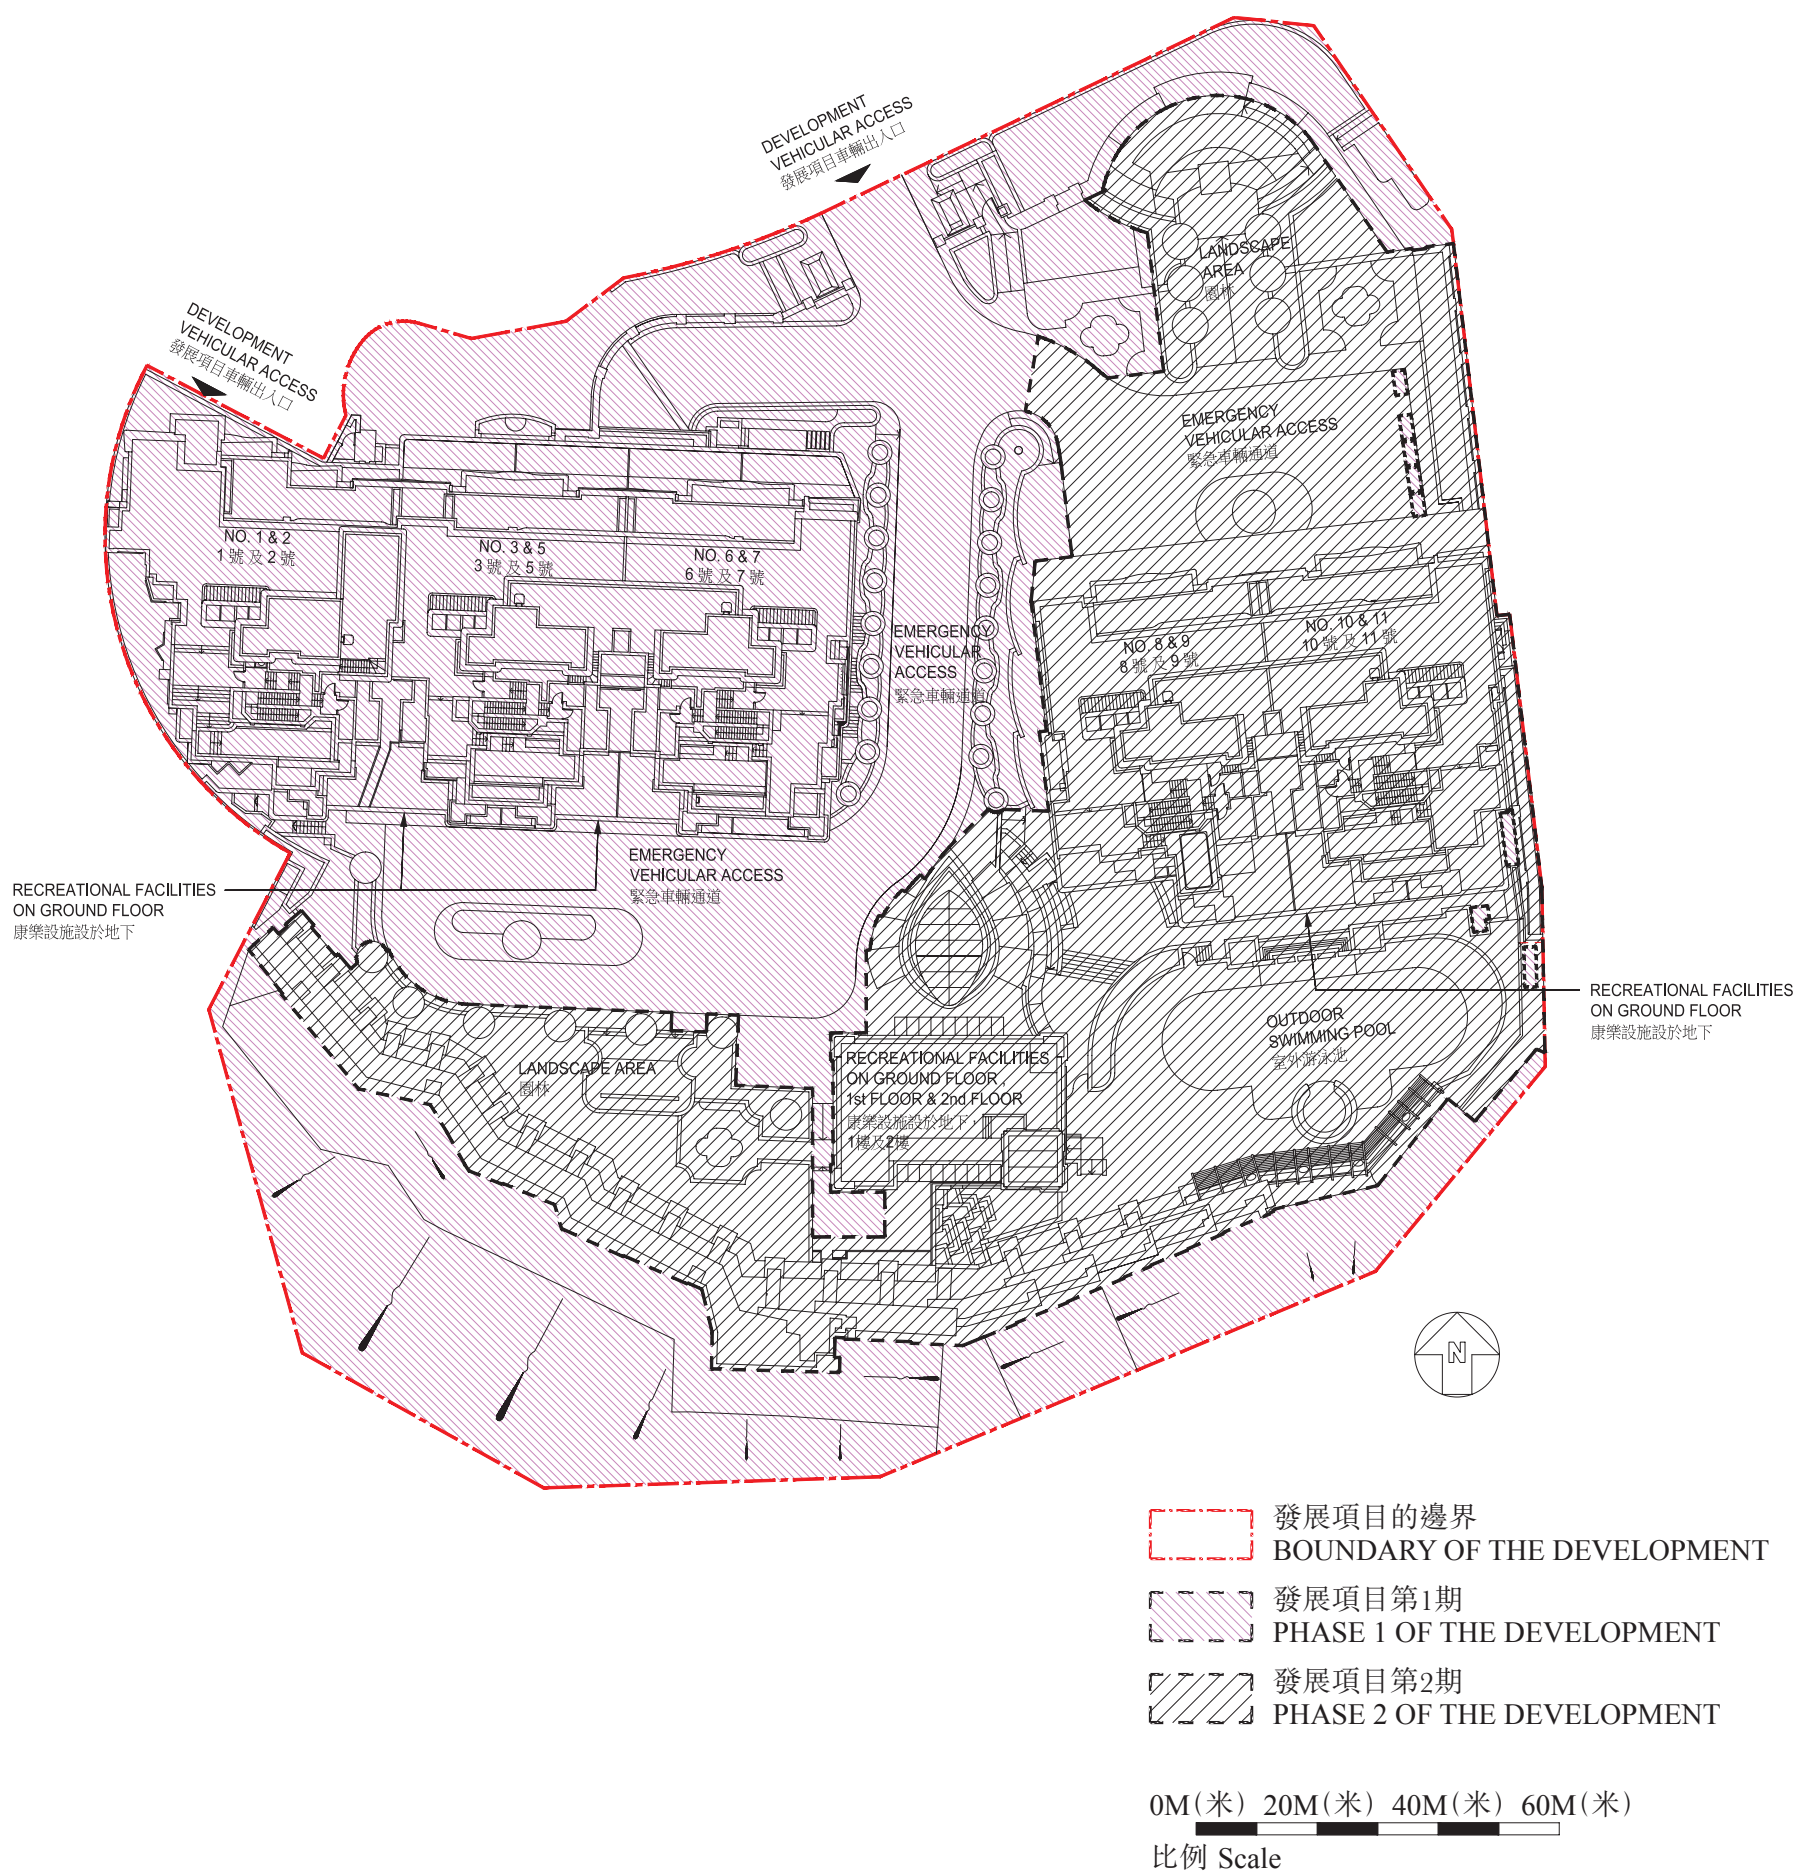 DEVELOPMENT
VEHICULAR ACCESS
發展項目車輛出入口
DEVELOPMENT
VEHICULAR ACCESS
發展項目車輛出入口
LANDSCAPE
AREA
園林
EMERGENCY
VEHICULAR ACCESS
緊急車輛通道
NO. 1 & 2
1 號 及 2 號
NO. 3 & 5
3 號 及 5 號
NO. 6 & 7
6 號 及 7 號
EMERGENCY
VEHICULAR
ACCESS
緊急車輛通道
NO. 8 & 9
8 號 及 9 號
NO. 10 & 11
10 號 及 11 號
EMERGENCY
VEHICULAR ACCESS
緊急車輛通道
RECREATIONAL FACILITIES
ON GROUND FLOOR
康樂設施設於地下
RECREATIONAL FACILITIES
ON GROUND FLOOR
康樂設施設於地下
OUTDOOR
SWIMMING POOL
室外游泳池
LANDSCAPE AREA
園林
RECREATIONAL FACILITIES
ON GROUND FLOOR ,
1st FLOOR & 2nd FLOOR
康樂設施設於地下，
1樓及2樓
N
發展項目的邊界
BOUNDARY OF THE DEVELOPMENT
發展項目第1期
PHASE 1 OF THE DEVELOPMENT
發展項目第2期
PHASE 2 OF THE DEVELOPMENT
0M(米) 20M(米) 40M(米) 60M(米)
比例 Scale